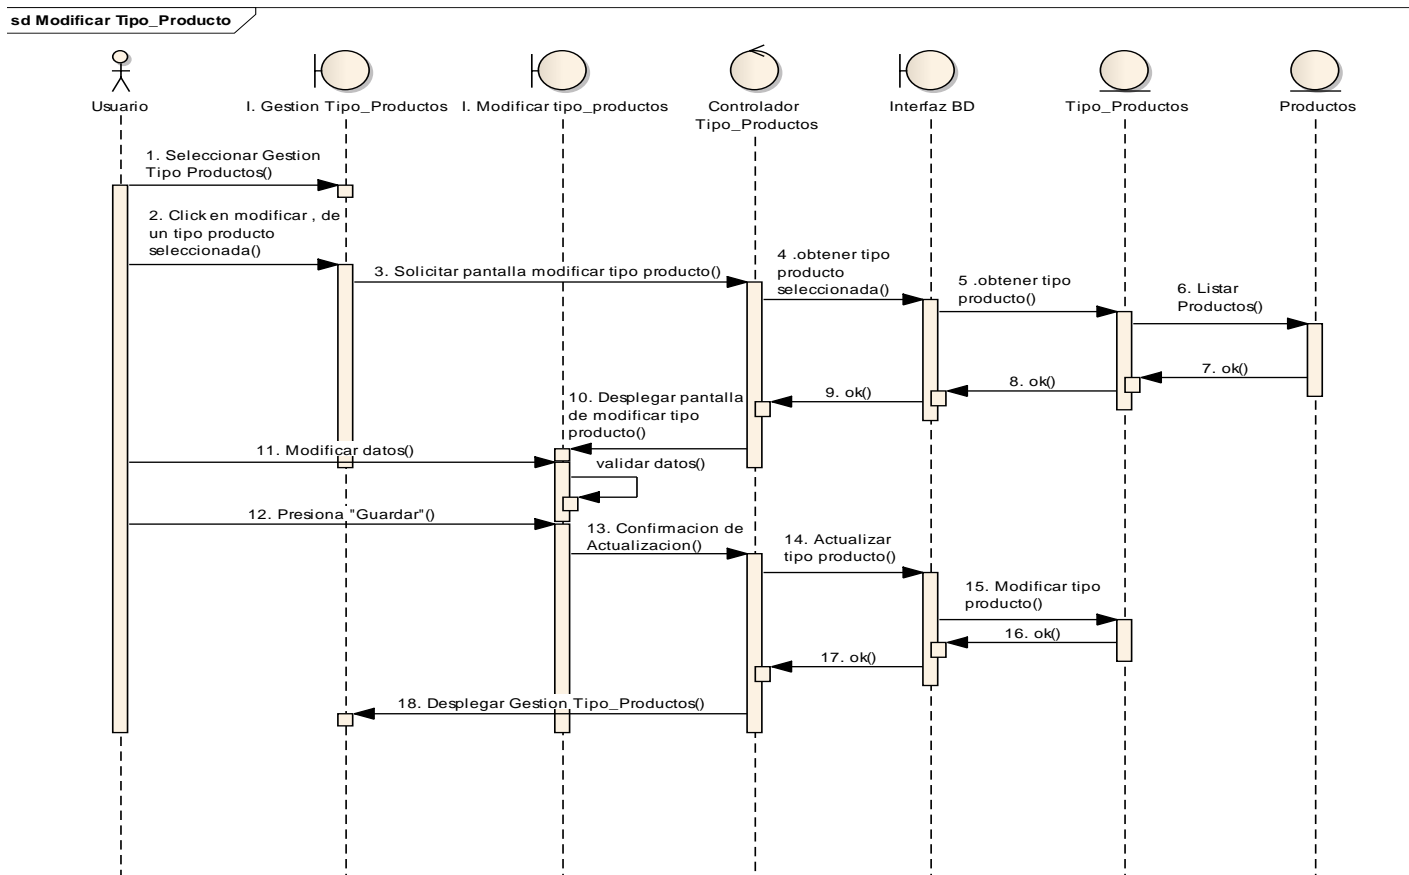 sd Modificar Tipo_Producto
Usuario
I. Gestion Tipo_Productos
I. Modificar tipo_productos
Controlador
Tipo_Productos
Interfaz BD
Tipo_Productos
Productos
1. Seleccionar Gestion
Tipo Productos()
2. Click en modificar , de
un tipo producto
seleccionada()
3. Solicitar pantalla modificar tipo producto()
4 .obtener tipo
producto
seleccionada()
5 .obtener tipo
producto()
6. Listar
Productos()
7. ok()
8. ok()
9. ok()
10. Desplegar pantalla
de modificar tipo
producto()
11. Modificar datos()
validar datos()
12. Presiona "Guardar"()
13. Confirmacion de
Actualizacion()
14. Actualizar
tipo producto()
15. Modificar tipo
producto()
16. ok()
17. ok()
18. Desplegar Gestion Tipo_Productos()